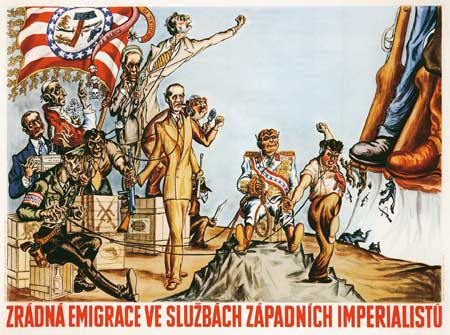 ZRÁDNÁ EMIGRACE VE SLUŽBÁCH ZÁPADNÍCH IMPERIALISTŮ